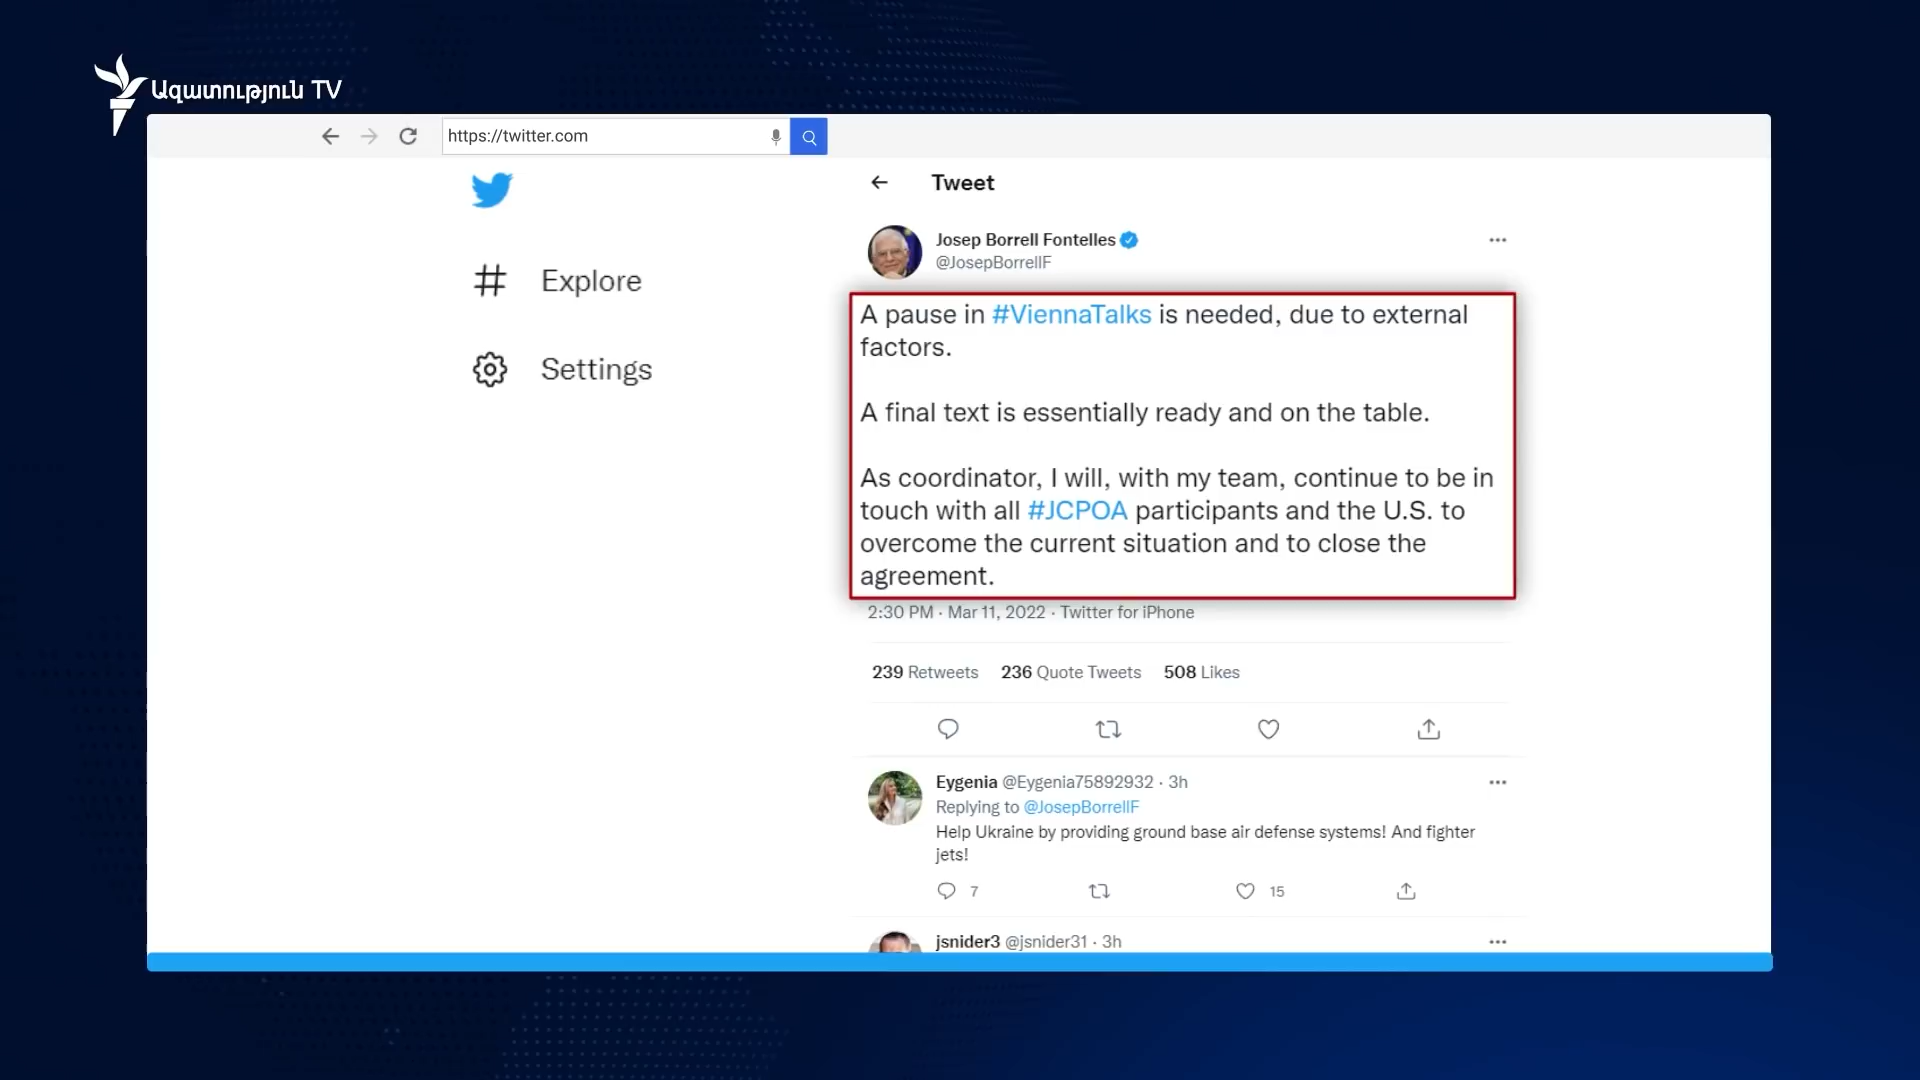 Ազատություն TV
https://twitter.com
Explore
Settings
Tweet
Josep Borrell Fontelles
@JosepBorrellF
A pause in #ViennaTalks is needed, due to external
factors.
A final text is essentially ready and on the table.
As coordinator, I will, with my team, continue to be in
touch with all #JCPOA participants and the U.S. to
overcome the current situation and to close the
agreement.
2:30 PM · Mar 11, 2022 · Twitter for iPhone
239 Retweets 236 Quote Tweets 508 Likes
Eygenia @Eygenia75892932 · 3h
Replying to @JosepBorrellF
Help Ukraine by providing ground base air defense systems! And fighter
jets!
7 15
jsnider3 @jsnider31 · 3h